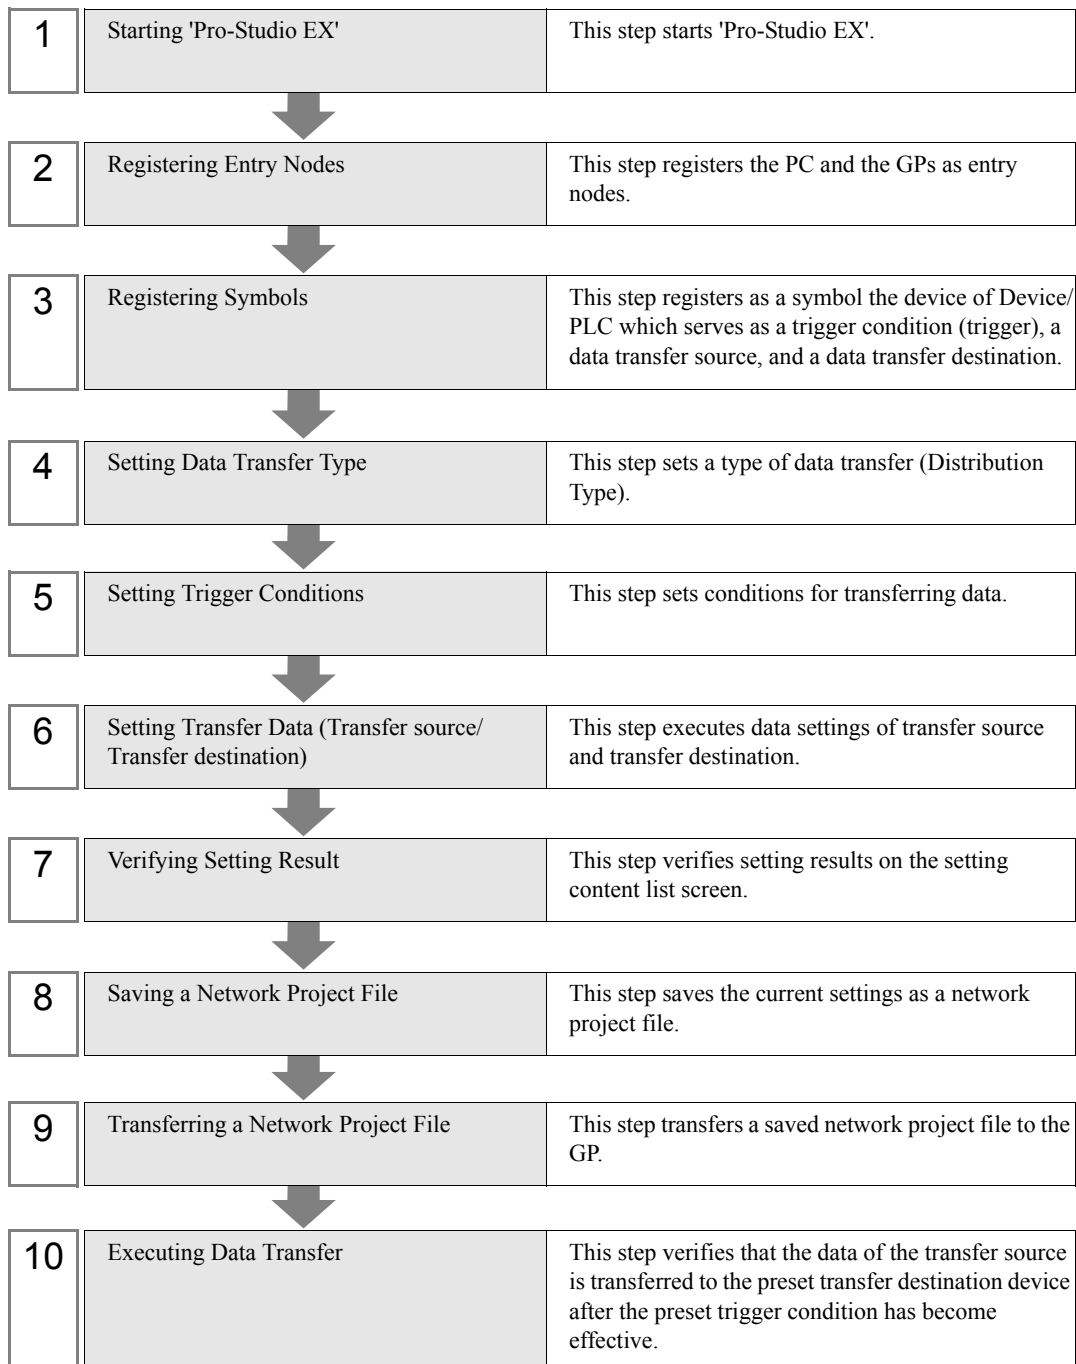 1
Starting 'Pro-Studio EX'
This step starts 'Pro-Studio EX'.
2
Registering Entry Nodes
This step registers the PC and the GPs as entry
nodes.
3
Registering Symbols
This step registers as a symbol the device of Device/
PLC which serves as a trigger condition (trigger), a
data transfer source, and a data transfer destination.
4
Setting Data Transfer Type
This step sets a type of data transfer (Distribution
Type).
5
Setting Trigger Conditions
This step sets conditions for transferring data.
6
Setting Transfer Data (Transfer source/
Transfer destination)
This step executes data settings of transfer source
and transfer destination.
7
Verifying Setting Result
This step verifies setting results on the setting
content list screen.
8
Saving a Network Project File
This step saves the current settings as a network
project file.
9
Transferring a Network Project File
This step transfers a saved network project file to the
GP.
10
Executing Data Transfer
This step verifies that the data of the transfer source
is transferred to the preset transfer destination device
after the preset trigger condition has become
effective.